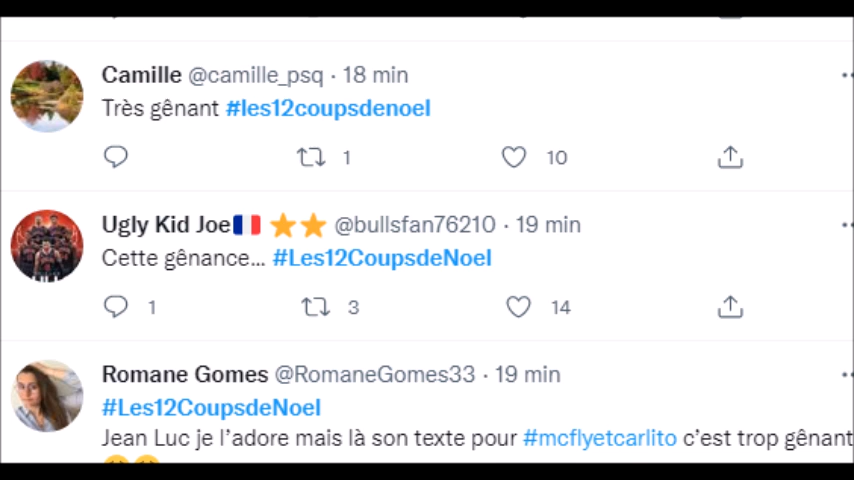 Camille @camille_psq · 18 min
Très gênant #les12coupsdenoel
1 10
Ugly Kid Joe🇫🇷 ⭐⭐ @bullsfan76210 · 19 min
Cette gênance... #Les12CoupsdeNoel
1 3 14
Romane Gomes @RomaneGomes33 · 19 min
#Les12CoupsdeNoel
Jean Luc je l’adore mais là son texte pour #mcflyetcarlito c’est trop gênant